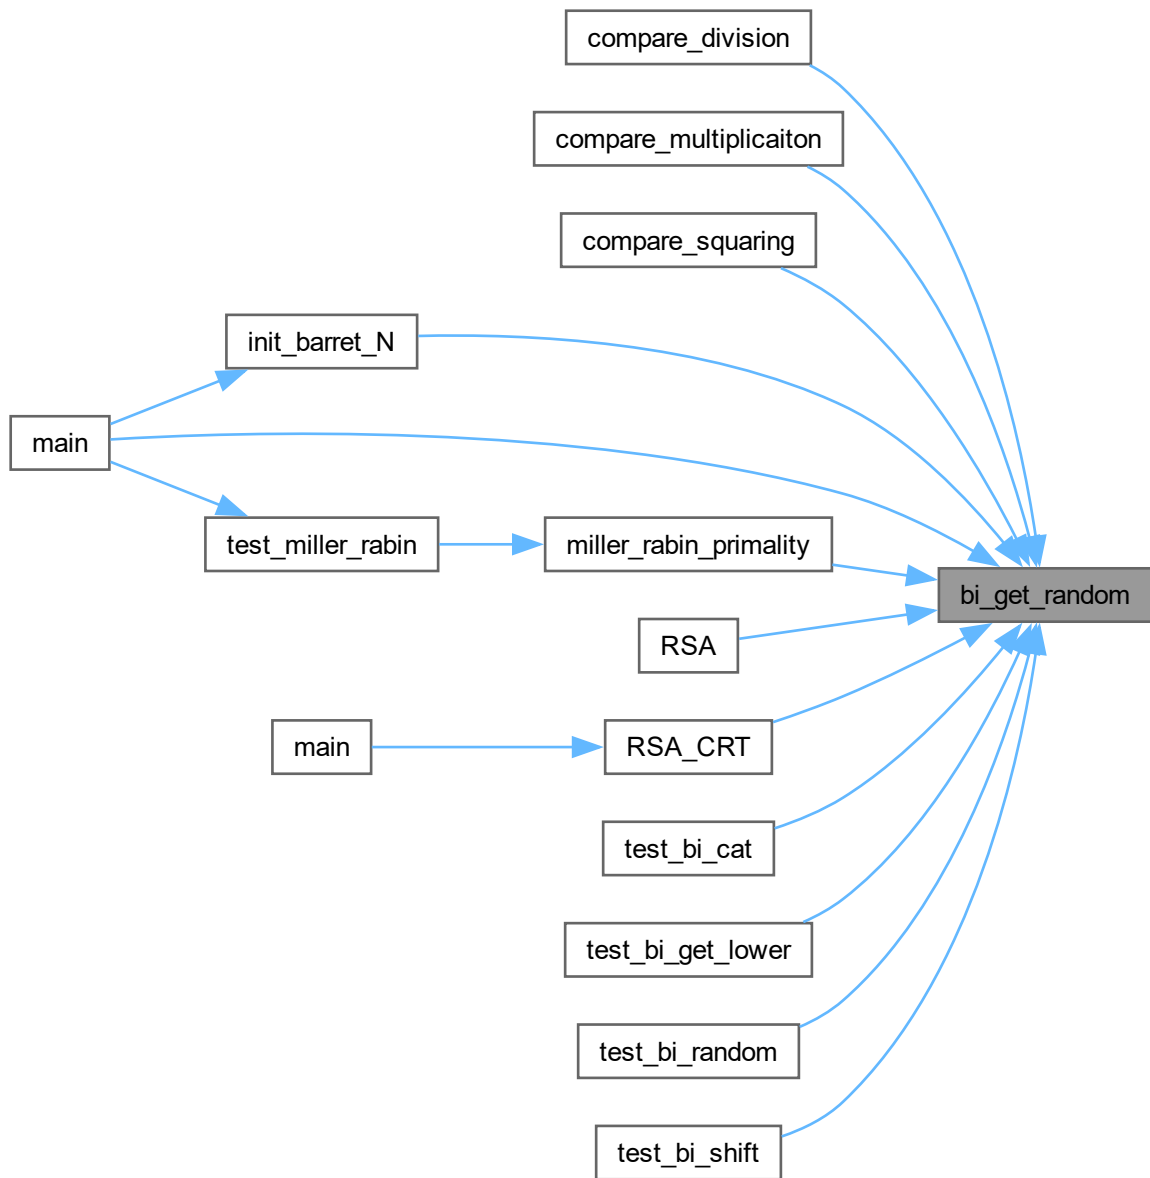 compare_division
compare_multiplicaiton
compare_squaring
init_barret_N
main
test_miller_rabin
miller_rabin_primality
bi_get_random
RSA
main
RSA_CRT
test_bi_cat
test_bi_get_lower
test_bi_random
test_bi_shift